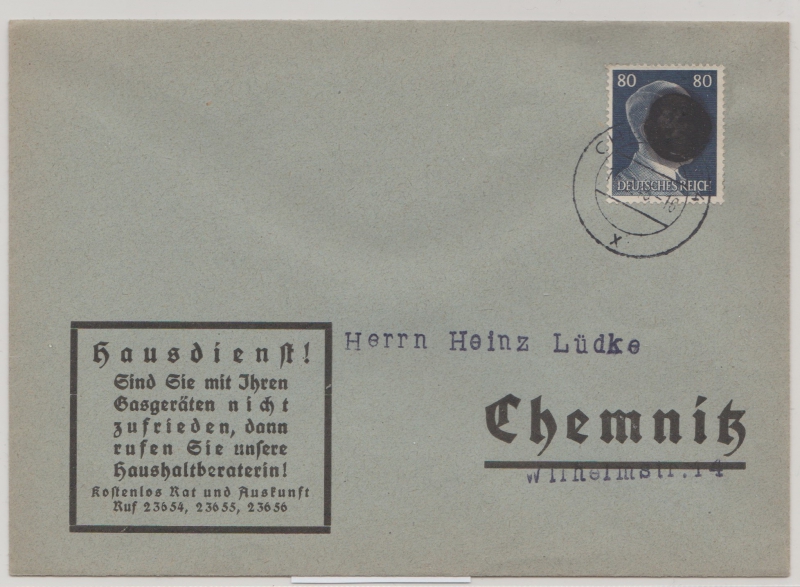 80 80
DEUTSCHES REICH
Hausdienst!
Sind Sie mit Ihren
Gasgeräten nicht
zufrieden, dann
rufen Sie unsere
Haushaltberaterin!
Kostenlos Rat und Auskunft
Ruf 23654, 23655, 23656
Herrn Heinz Lüdke
Chemnitz
Wilhelmstr.14